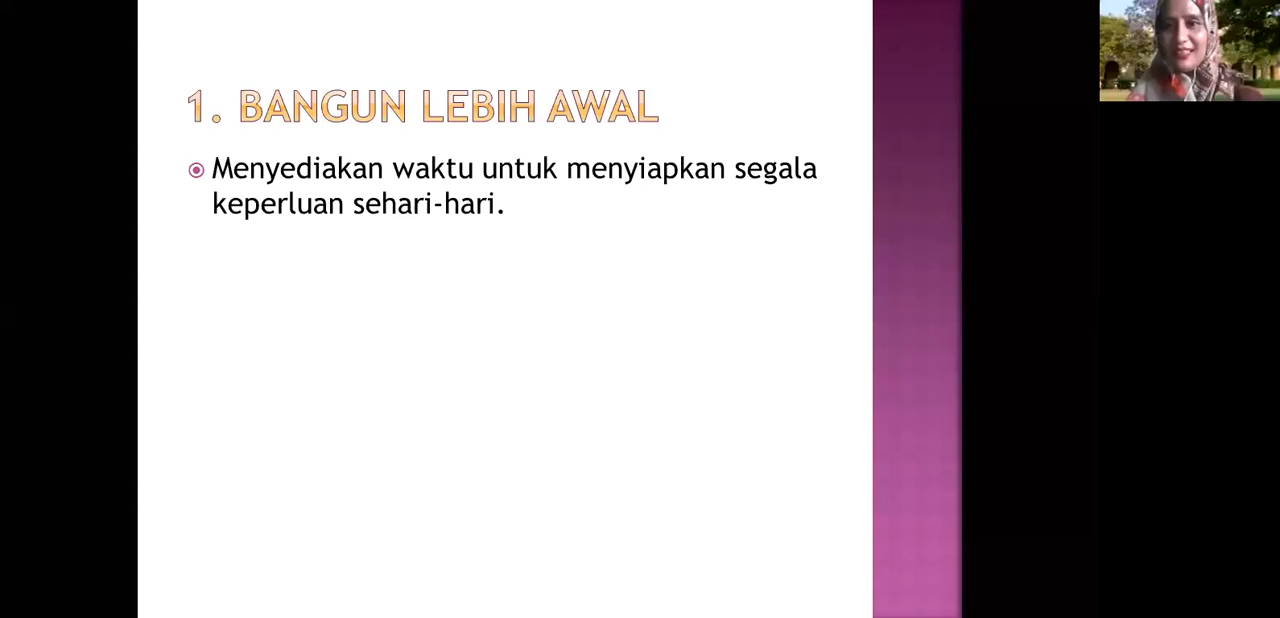 1. BANGUN LEBIH AWAL
Menyediakan waktu untuk menyiapkan segala
keperluan sehari-hari.